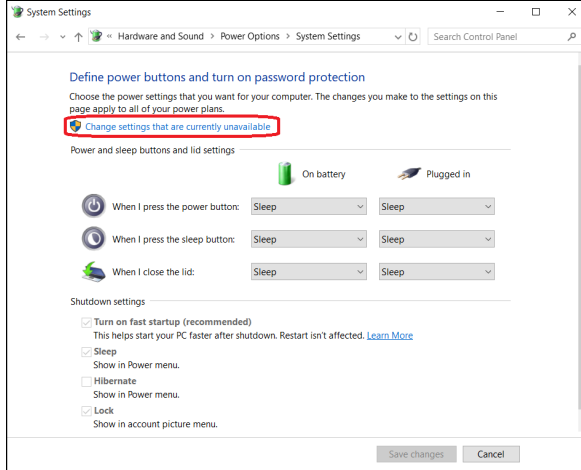 System Settings
« Hardware and Sound > Power Options > System Settings
Search Control Panel
Define power buttons and turn on password protection
Choose the power settings that you want for your computer. The changes you make to the settings on this
page apply to all of your power plans.
Change settings that are currently unavailable
Power and sleep buttons and lid settings
On battery Plugged in
When I press the power button: Sleep Sleep
When I press the sleep button: Sleep Sleep
When I close the lid: Sleep Sleep
Shutdown settings
Turn on fast startup (recommended)
This helps start your PC faster after shutdown. Restart isn't affected. Learn More
Sleep
Show in Power menu.
Hibernate
Show in Power menu.
Lock
Show in account picture menu.
Save changes Cancel